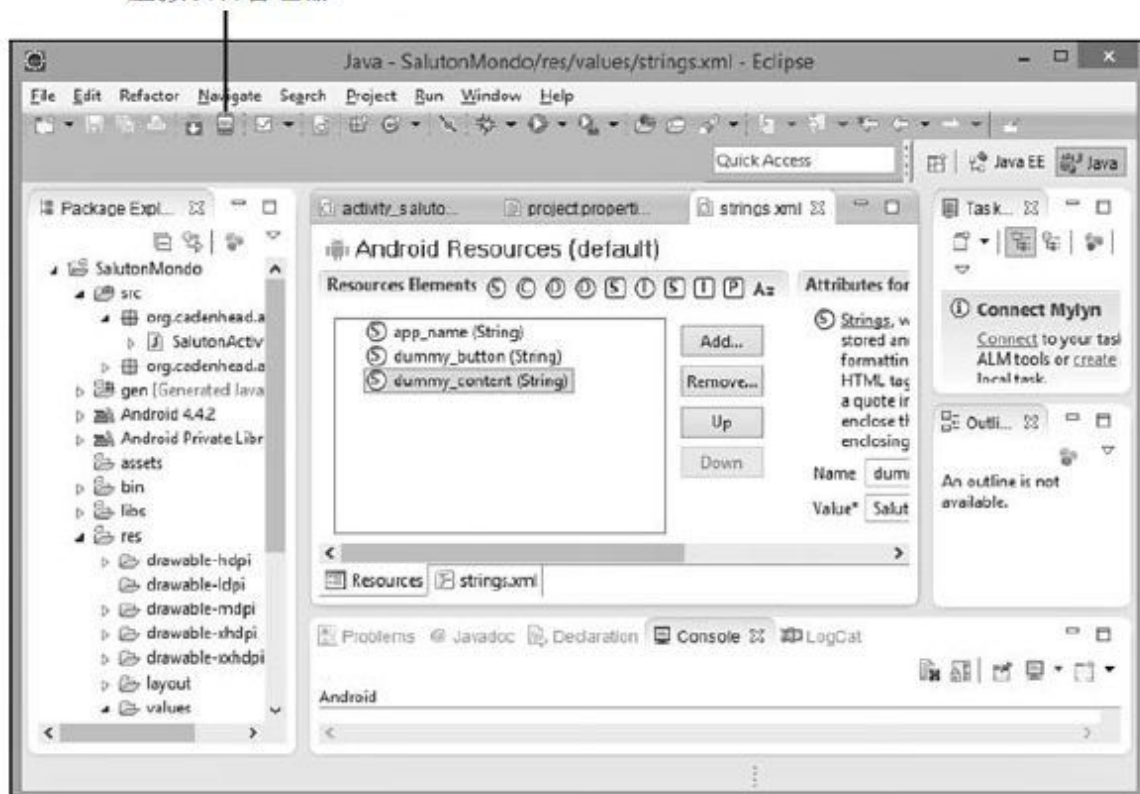 Java - SalutonMondo/res/values/strings.xml - Eclipse
File Edit Refactor Navigate Search Project Run Window Help
Quick Access
Java EE
Java
Package Expl...
activity_saluto...
project.properti...
strings.xml
Task...
Android Resources (default)
SalutonMondo
src
org.cadenhead.a
SalutonActiv
org.cadenhead.a
gen [Generated Java
Android 4.4.2
Android Private Libr
assets
bin
libs
res
drawable-hdpi
drawable-ldpi
drawable-mdpi
drawable-xhdpi
drawable-xxhdpi
layout
values
Resources Elements S C D D S I S I P Az
Attributes for
S app_name (String)
S dummy_button (String)
S dummy_content (String)
Add...
Remove...
Up
Down
S Strings, w
stored an
formattin
HTML tag
a quote ir
enclose th
enclosing
Name dum
Value* Salut
Resources
strings.xml
Connect Mylyn
Connect to your task
ALM tools or create
local task.
Outli...
An outline is not
available.
Problems @ Javadoc Declaration Console LogCat
Android